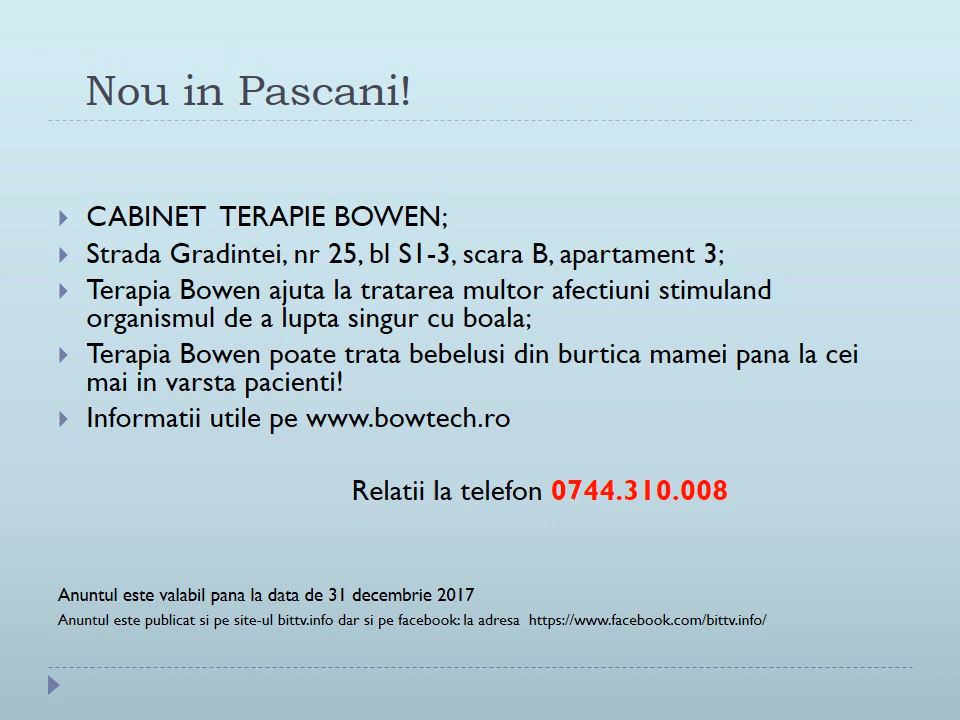 Nou in Pascani!
CABINET TERAPIE BOWEN;
Strada Gradintei, nr 25, bl S1-3, scara B, apartament 3;
Terapia Bowen ajuta la tratarea multor afectiuni stimuland
organismul de a lupta singur cu boala;
Terapia Bowen poate trata bebelusi din burtica mamei pana la cei
mai in varsta pacienti!
Informatii utile pe www.bowtech.ro
Relatii la telefon 0744.310.008
Anuntul este valabil pana la data de 31 decembrie 2017
Anuntul este publicat si pe site-ul bittv.info dar si pe facebook: la adresa https://www.facebook.com/bittv.info/